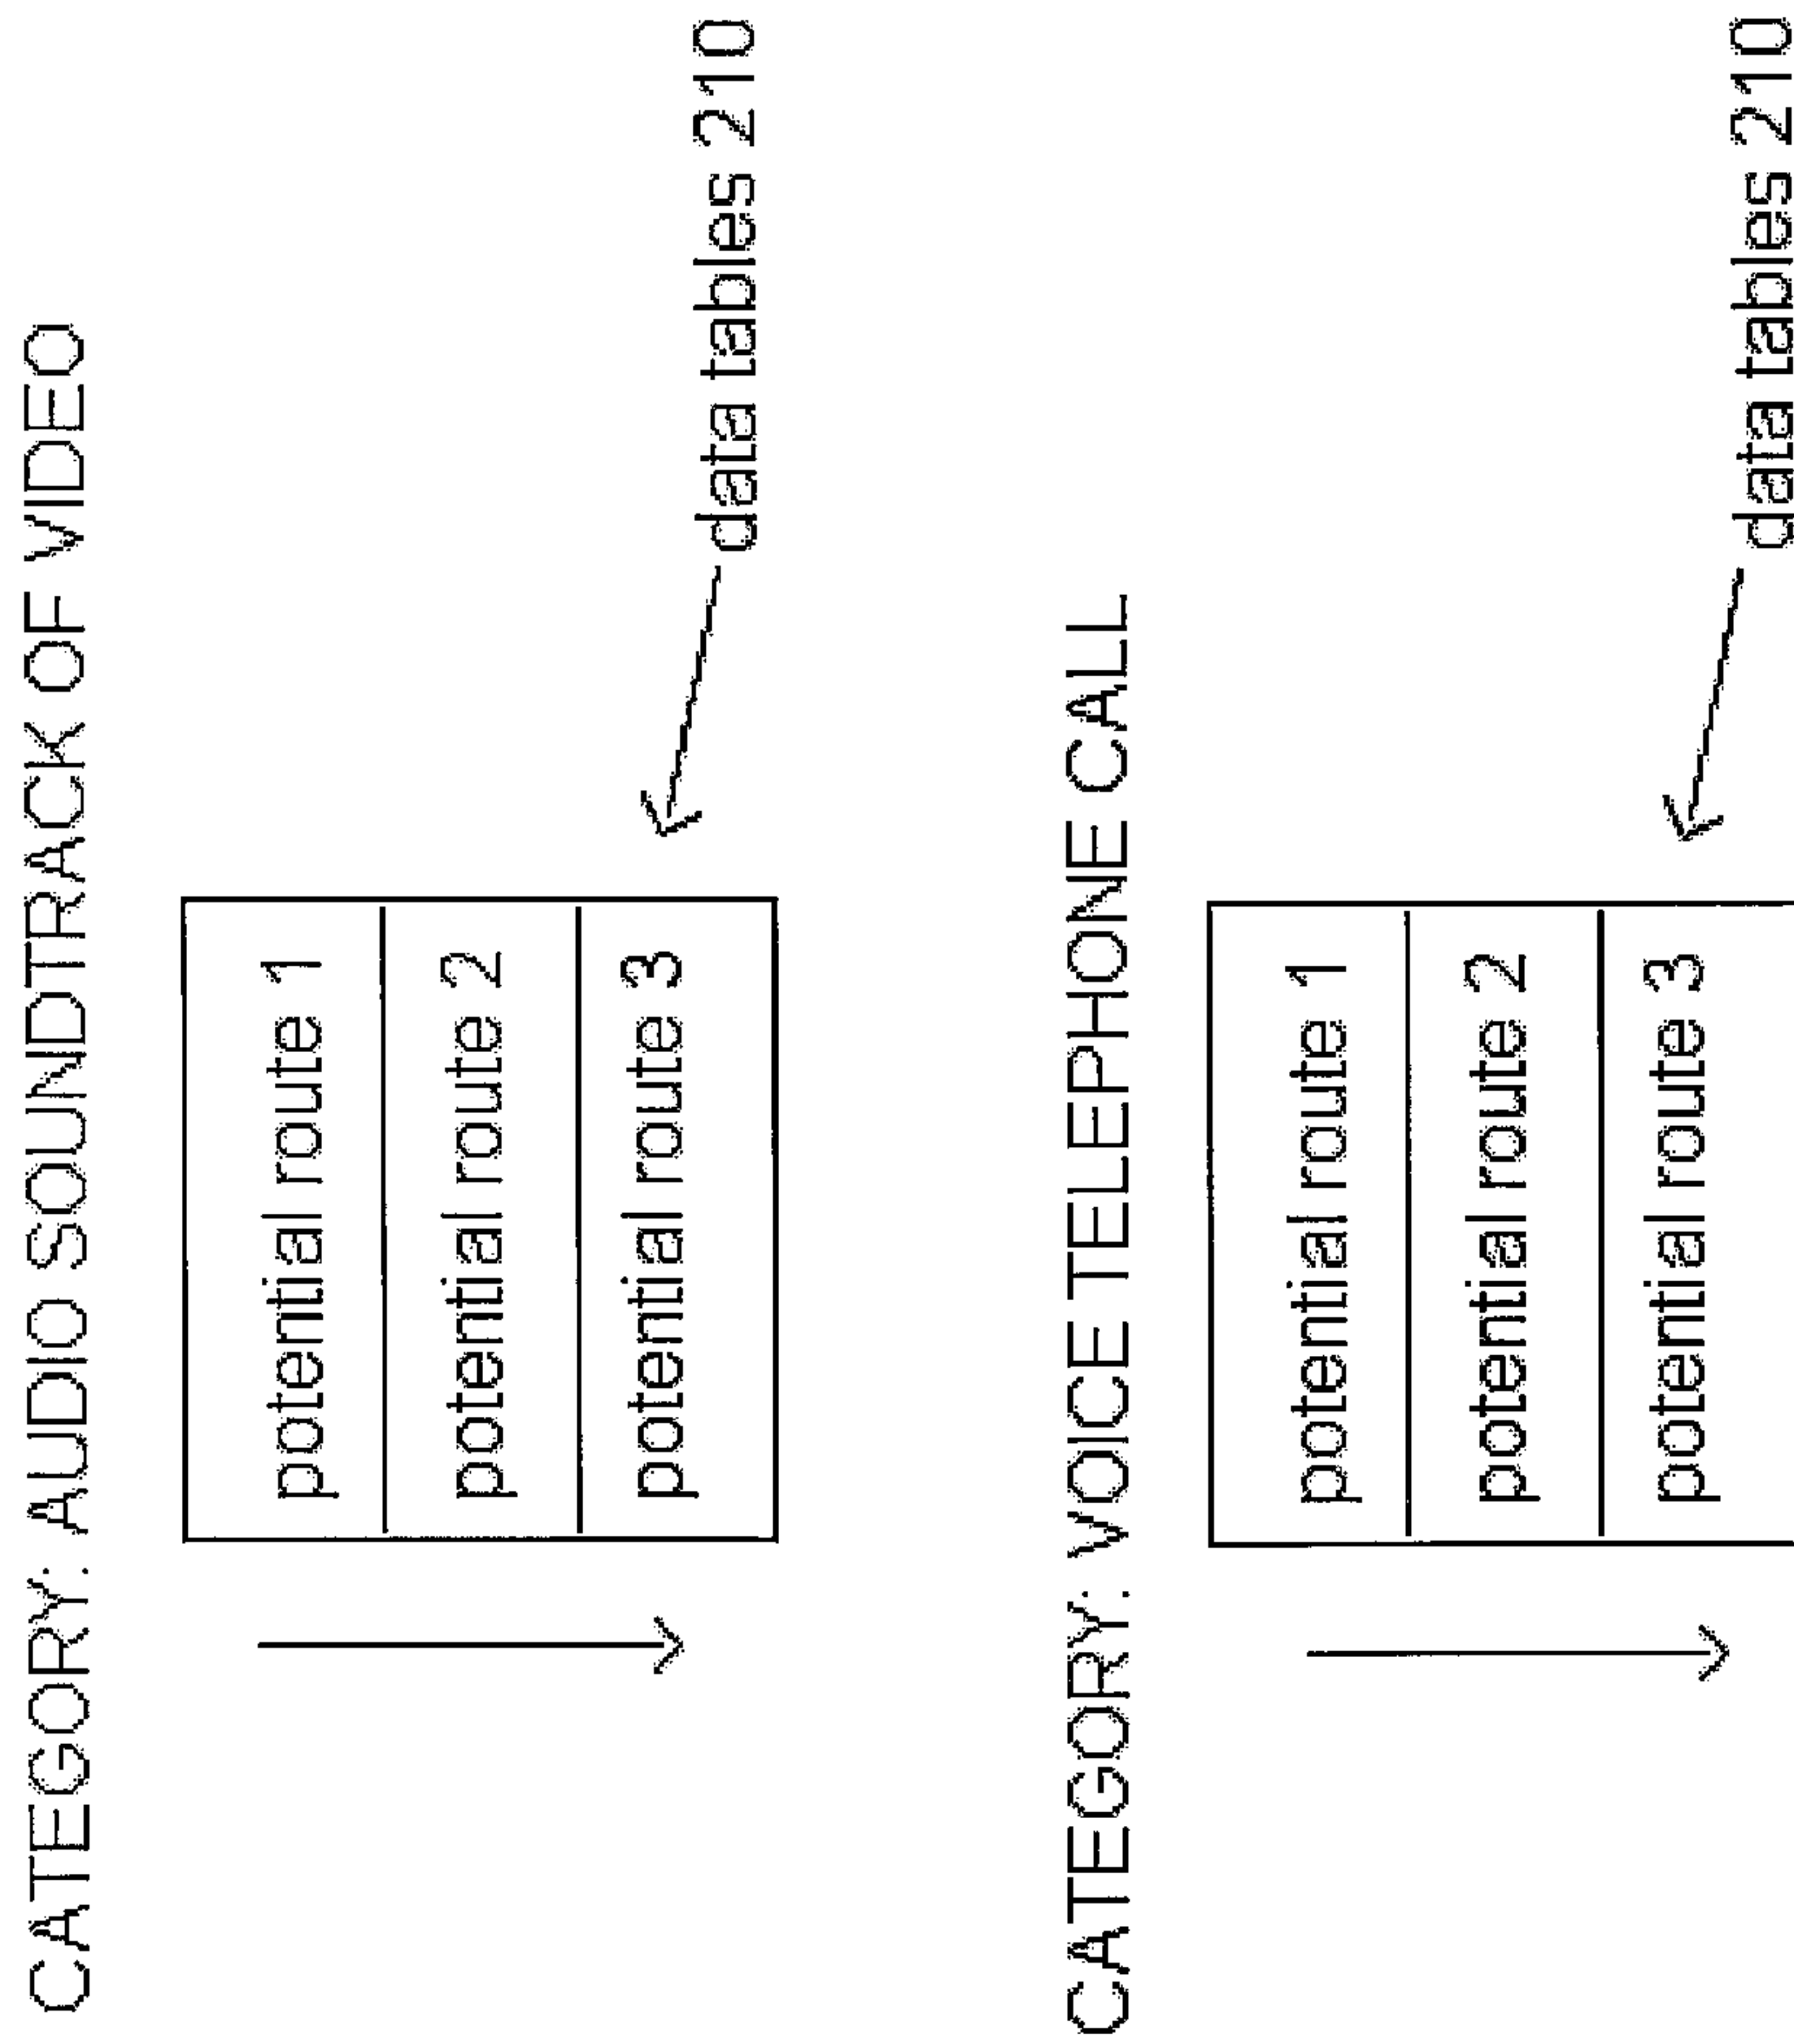 CATEGORY: AUDIO SOUNDTRACK OF VIDEO
potential route 1
potential route 2
potential route 3
data tables 210
CATEGORY: VOICE TELEPHONE CALL
potential route 1
potential route 2
potential route 3
data tables 210